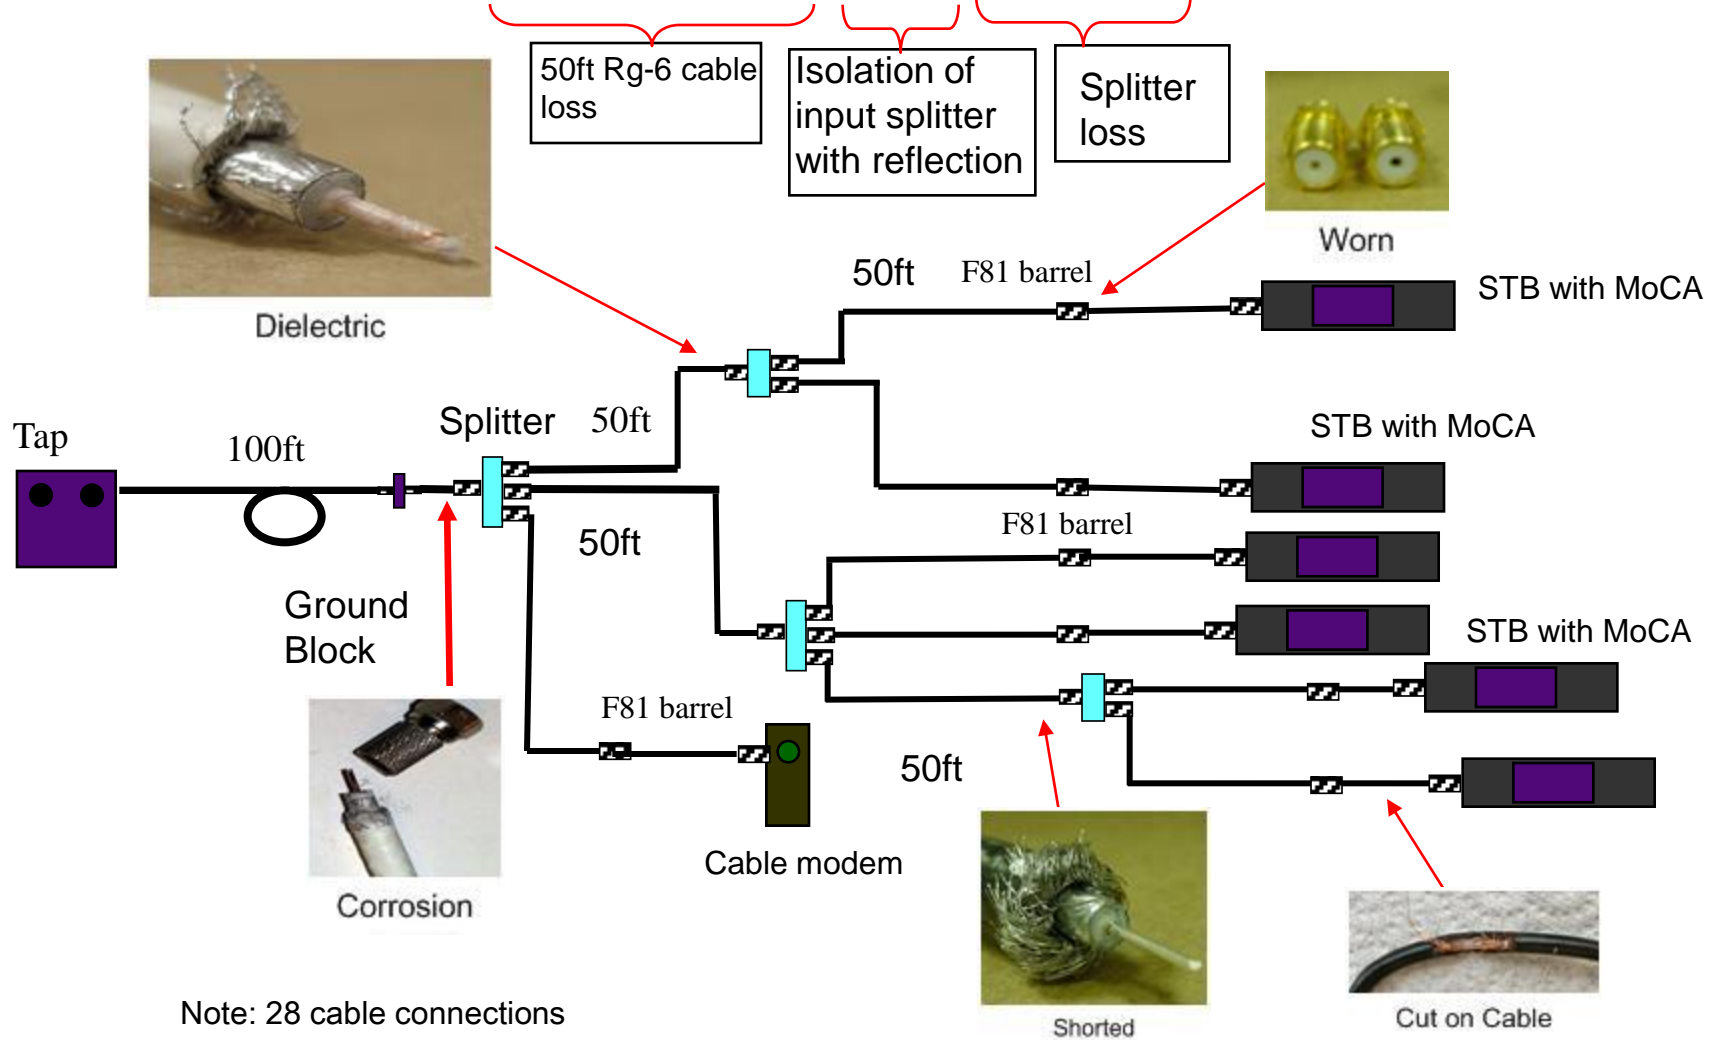 50ft Rg-6 cable
loss
Isolation of
input splitter
with reflection
Splitter
loss
Worn
Dielectric
50ft
F81 barrel
STB with MoCA
Splitter
50ft
Tap
100ft
STB with MoCA
F81 barrel
50ft
Ground
Block
STB with MoCA
F81 barrel
50ft
Cable modem
Corrosion
Shorted
Cut on Cable
Note: 28 cable connections